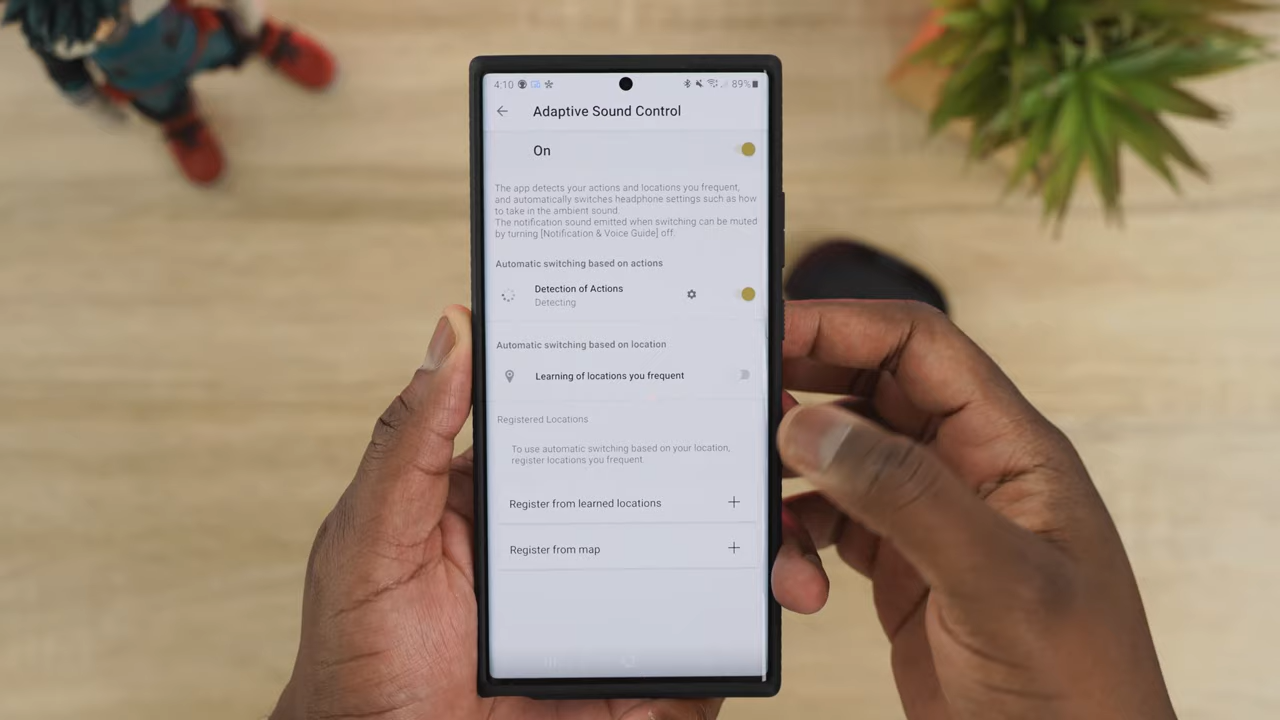 4:10 89%
Adaptive Sound Control
On
The app detects your actions and locations you frequent,
and automatically switches headphone settings such as how
to take in the ambient sound.
The notification sound emitted when switching can be muted
by turning [Notification & Voice Guide] off.
Automatic switching based on actions
Detection of Actions
Detecting
Automatic switching based on location
Learning of locations you frequent
Registered Locations
To use automatic switching based on your location,
register locations you frequent
Register from learned locations
Register from map